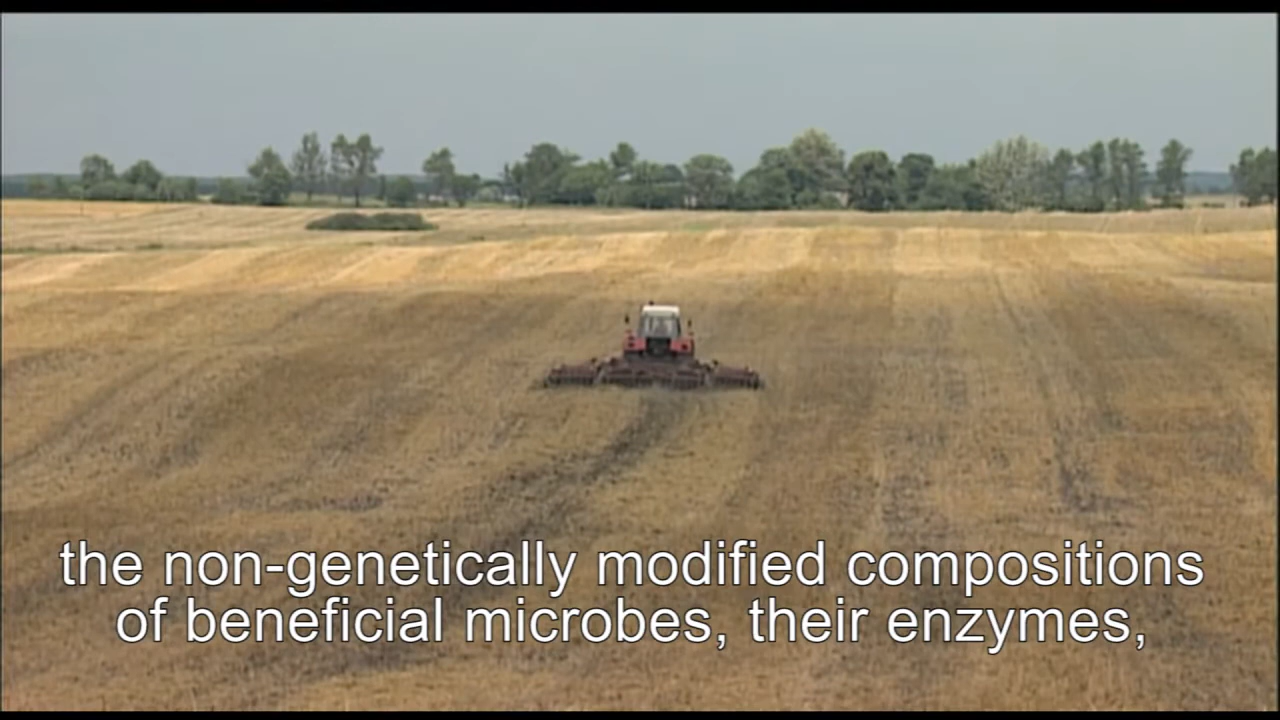 the non-genetically modified compositions
of beneficial microbes, their enzymes,